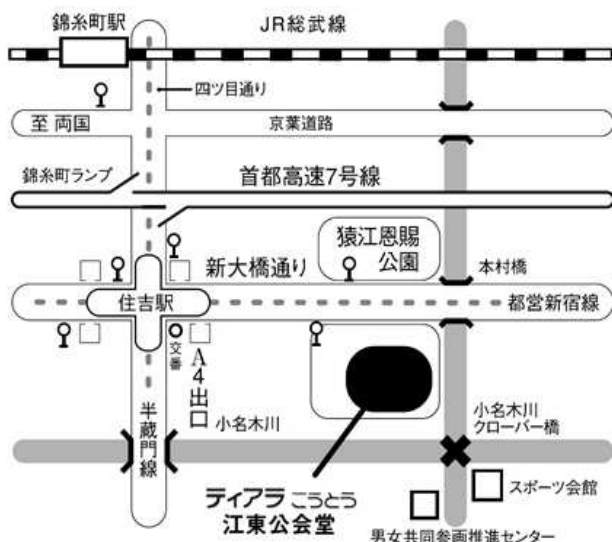 錦糸町駅
JR総武線
四ツ目通り
至 両国
京葉道路
錦糸町ランプ
首都高速7号線
猿江恩賜
公園
新大橋通り
本村橋
住吉駅
都営新宿線
交番
A4出口
半蔵門線
小名木川
小名木川
クローバー橋
ティアラこうとう
江東公会堂
スポーツ会館
男女共同参画推進センター